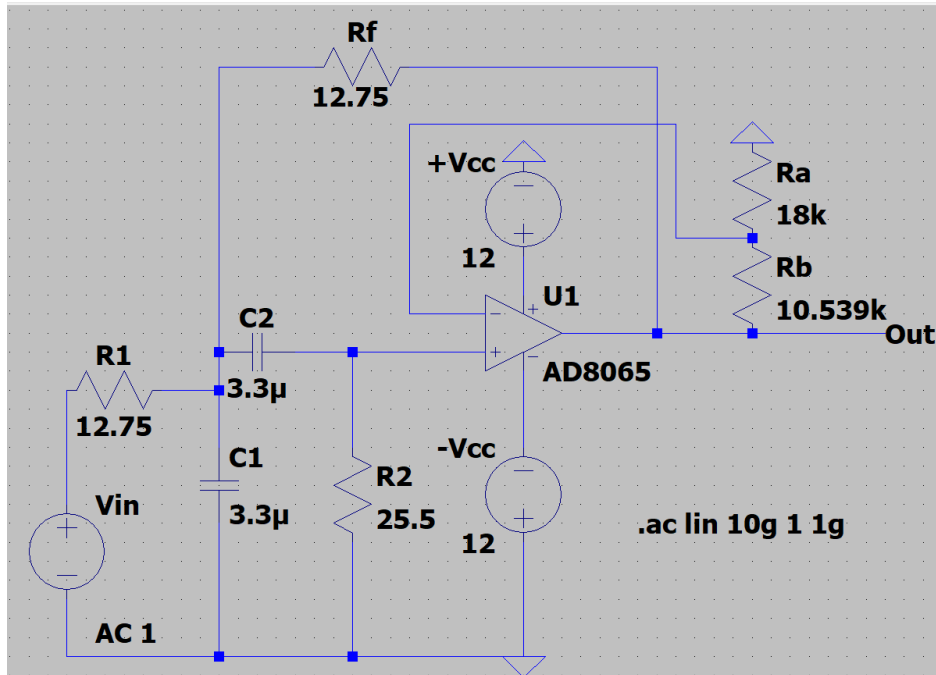 Rf
12.75
+Vcc
12
Ra
18k
Rb
10.539k
Out
U1
AD8065
C2
3.3µ
R1
12.75
C1
3.3µ
R2
25.5
-Vcc
12
Vin
AC 1
.ac lin 10g 1 1g